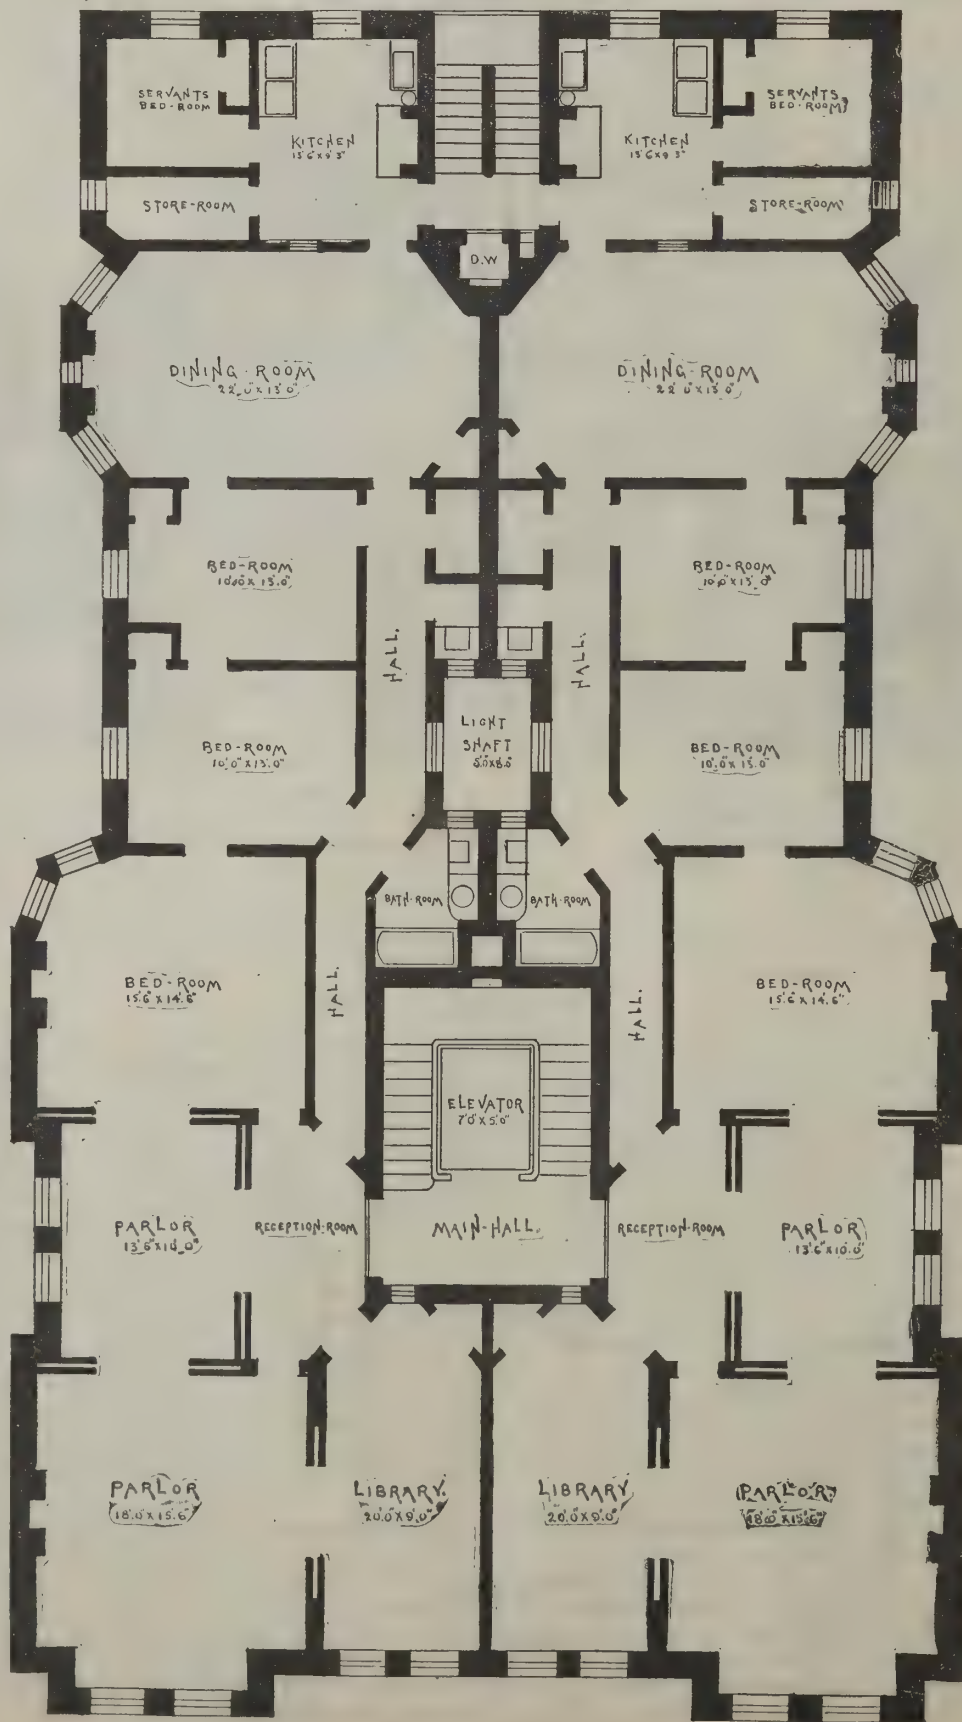 SERVANTS
BED-ROOM
KITCHEN
13'6"x9'3"
KITCHEN
13'6"x9'3"
SERVANTS
BED-ROOM
STORE-ROOM
STORE-ROOM
D.W
DINING-ROOM
22'.0"x13'.0"
DINING-ROOM
22'.0"x13'.0"
BED-ROOM
10'.0"x13'.0"
BED-ROOM
10'.0"x13'.0"
HALL.
HALL.
LIGHT
SHAFT
BED-ROOM
10'.0"x13'.0"
BED-ROOM
10'.0"x13'.0"
BATH-ROOM
BATH-ROOM
BED-ROOM
15'.6"x14'.6"
HALL.
HALL.
BED-ROOM
15'.6"x14'.6"
ELEVATOR
7'0"x5'.0"
PARLOR
13'6"x10'.0"
RECEPTION-ROOM
MAIN-HALL.
RECEPTION-ROOM
PARLOR
13'6"x10'.0"
PARLOR
18'.0"x15'.6"
LIBRARY.
20'.0"x9'.0"
LIBRARY
20'.0"x9'.0"
PARLOR
18'.0"x15'.6"